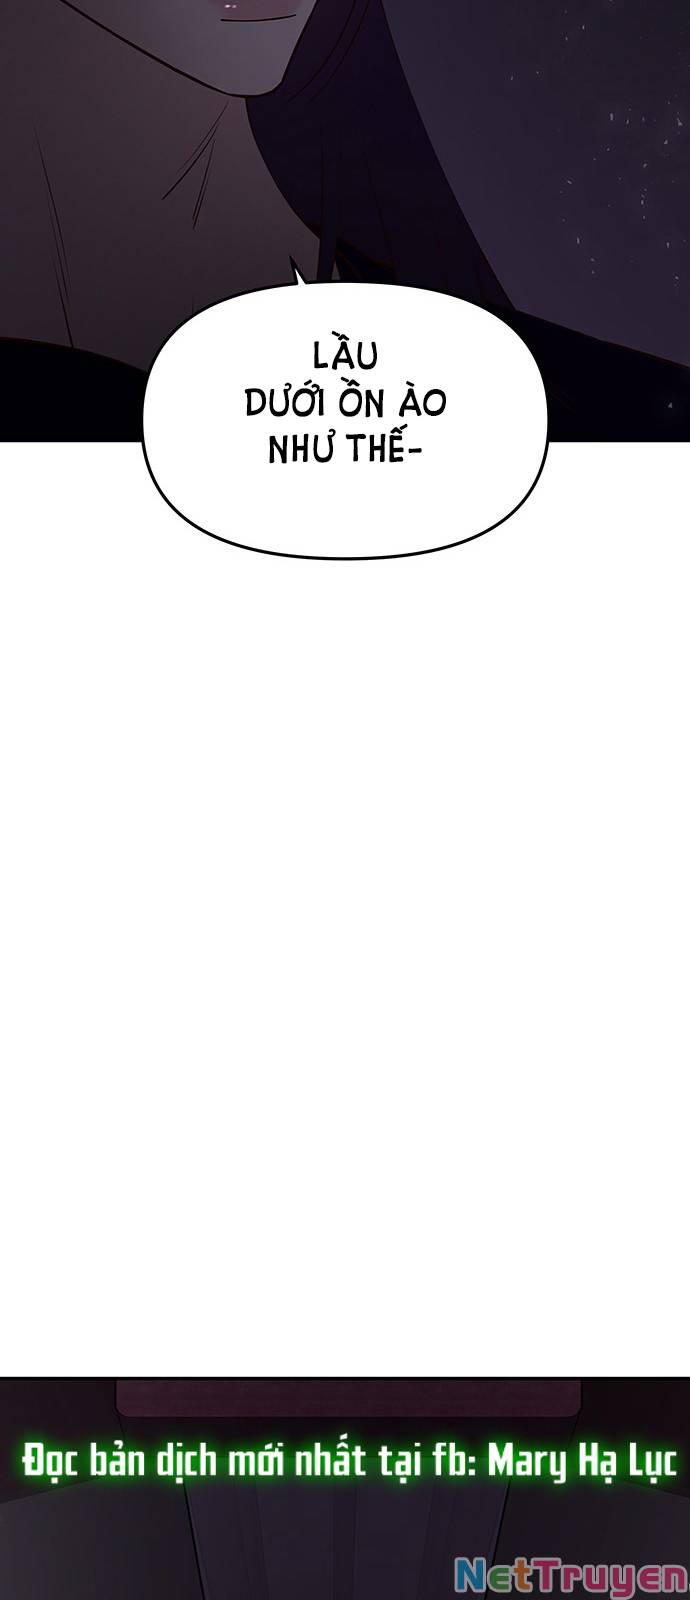 LẦU
DƯỚI ỒN ÀO
NHƯ THẾ-
Đọc bản dịch mới nhất tại fb: Mary Hạ Lục
NetTruyen